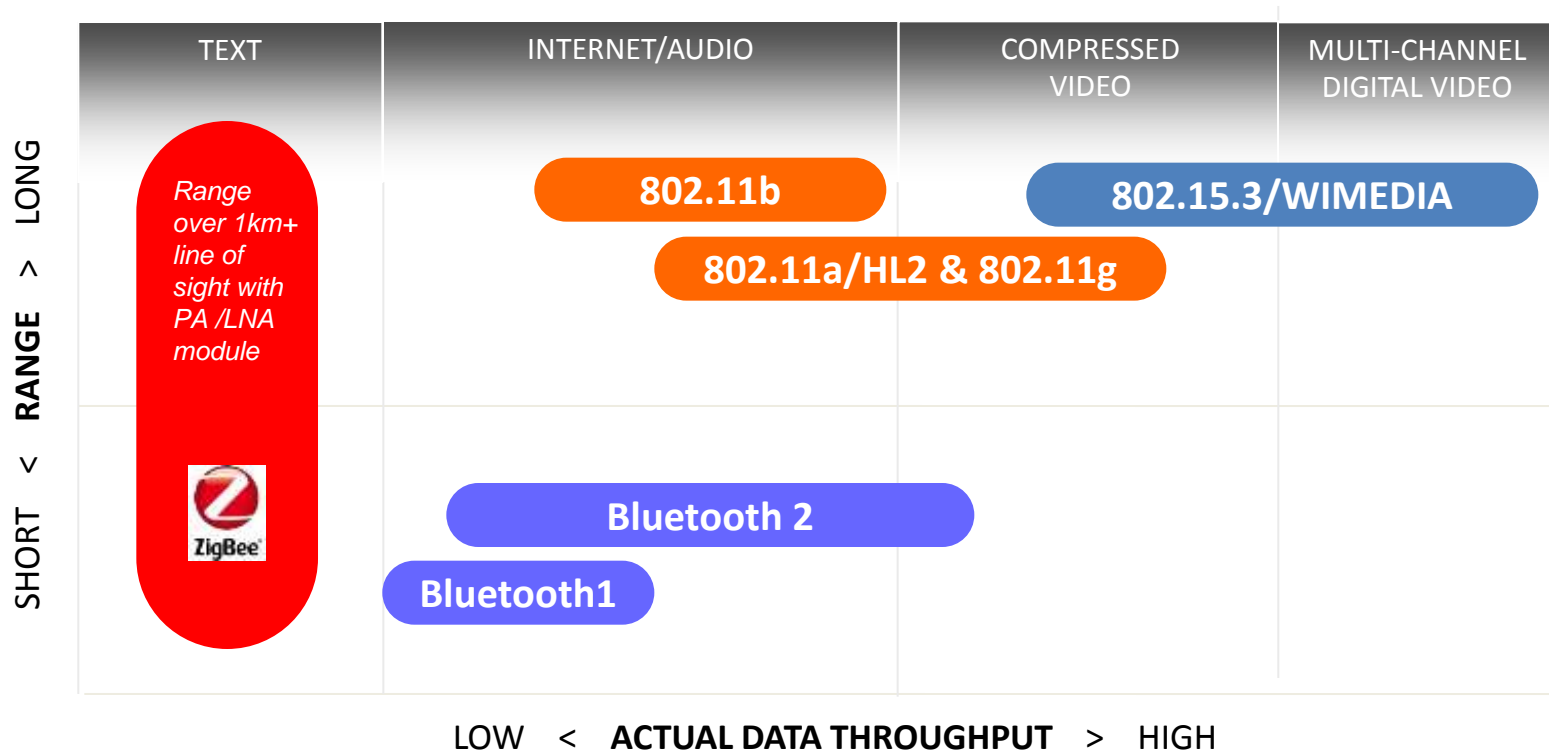 TEXT
INTERNET/AUDIO
COMPRESSED
VIDEO
MULTI-CHANNEL
DIGITAL VIDEO
SHORT < RANGE > LONG
Range
over 1km+
line of
sight with
PA /LNA
module
ZigBee®
802.11b
802.15.3/WIMEDIA
802.11a/HL2 & 802.11g
Bluetooth 2
Bluetooth1
LOW < ACTUAL DATA THROUGHPUT > HIGH